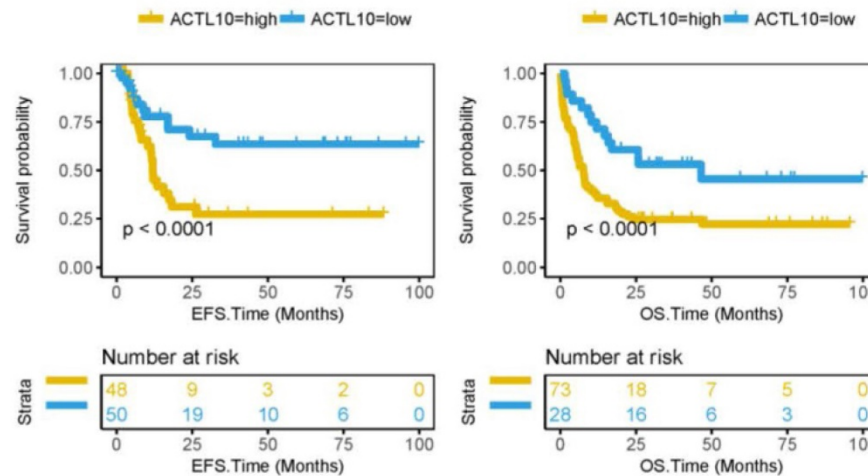 ACTL10=high ACTL10=low
Survival probability
1.00
0.75
0.50
0.25
0.00
p < 0.0001
0 25 50 75 100
EFS.Time (Months)
Number at risk
Strata
48 9 3 2 0
50 19 10 6 0
0 25 50 75 100
EFS.Time (Months)
ACTL10=high ACTL10=low
Survival probability
1.00
0.75
0.50
0.25
0.00
p < 0.0001
0 25 50 75 100
OS.Time (Months)
Number at risk
Strata
73 18 7 5 0
28 16 6 3 0
0 25 50 75 100
OS.Time (Months)